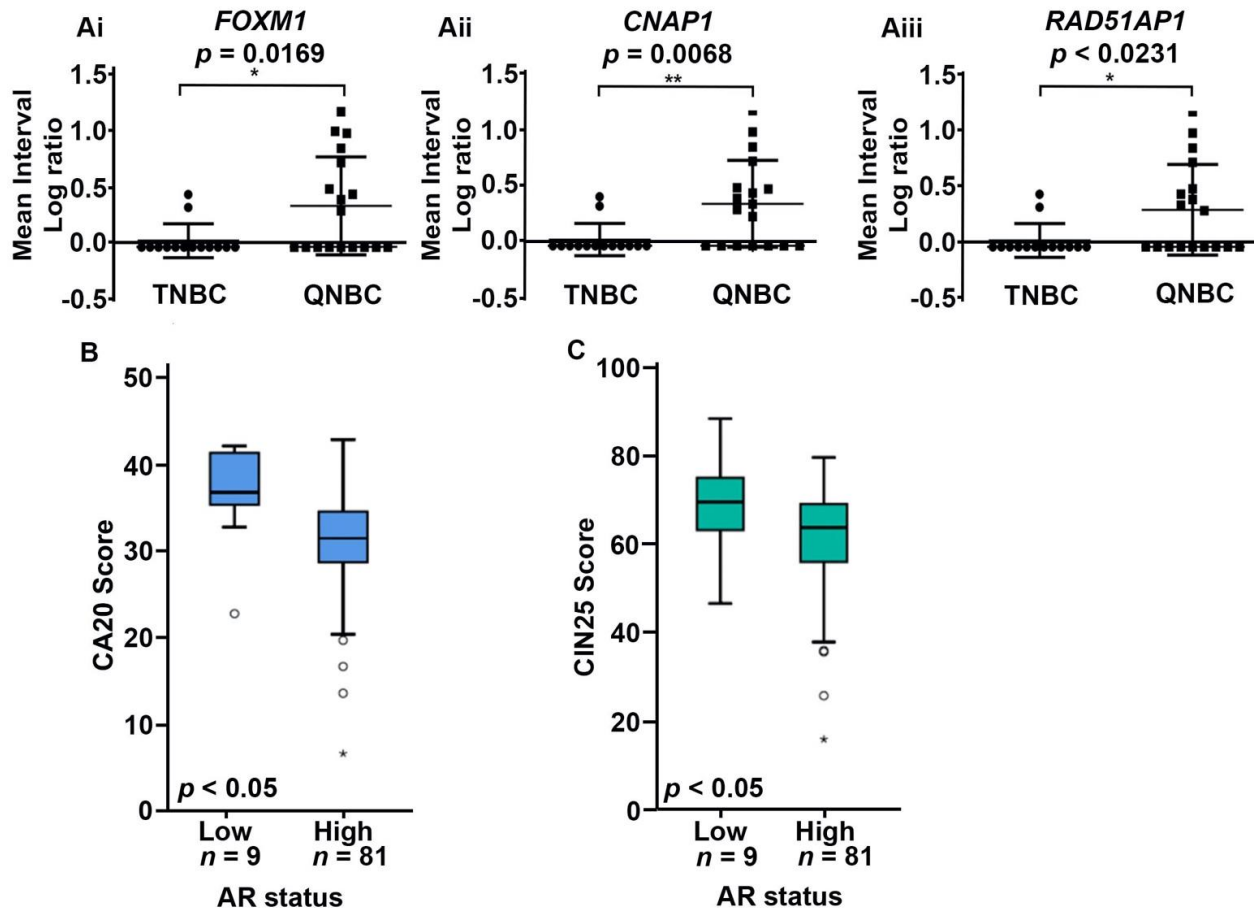 Ai
FOXM1
p = 0.0169
*
Mean Interval
Log ratio
1.5
1.0
0.5
0.0
-0.5
TNBC
QNBC
Aii
CNAP1
p = 0.0068
**
Mean Interval
Log ratio
1.5
1.0
0.5
0.0
-0.5
TNBC
QNBC
Aiii
RAD51AP1
p < 0.0231
*
Mean Interval
Log ratio
1.5
1.0
0.5
0.0
-0.5
TNBC
QNBC
B
CA20 Score
50
40
30
20
10
0
p < 0.05
Low
n = 9
High
n = 81
AR status
C
CIN25 Score
100
80
60
40
20
0
p < 0.05
Low
n = 9
High
n = 81
AR status